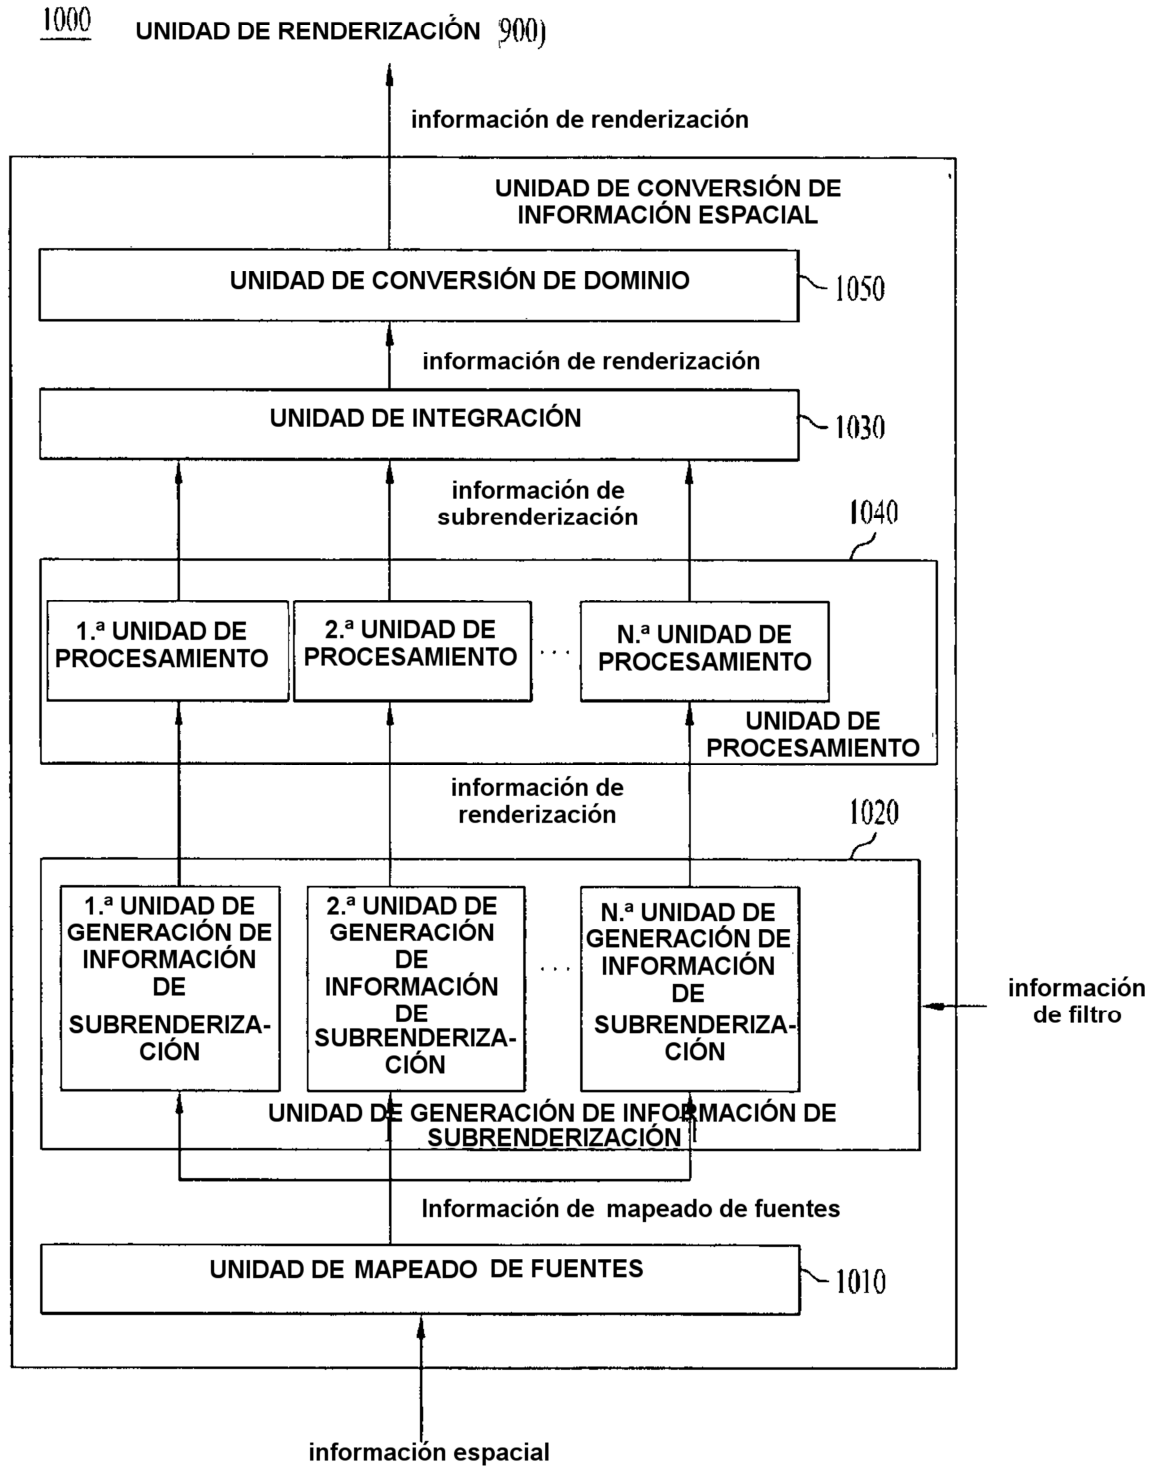 1000 UNIDAD DE RENDERIZACIÓN 900)
información de renderización
UNIDAD DE CONVERSIÓN DE
INFORMACIÓN ESPACIAL
UNIDAD DE CONVERSIÓN DE DOMINIO
1050
información de renderización
UNIDAD DE INTEGRACIÓN
1030
información de
subrenderización
1040
1.ª UNIDAD DE
PROCESAMIENTO
2.ª UNIDAD DE
PROCESAMIENTO
...
N.ª UNIDAD DE
PROCESAMIENTO
UNIDAD DE
PROCESAMIENTO
información de
renderización
1020
1.ª UNIDAD DE
GENERACIÓN DE
INFORMACIÓN
DE
SUBRENDERIZA-
CIÓN
2.ª UNIDAD DE
GENERACIÓN
DE
INFORMACIÓN
DE
SUBRENDERIZA-
CIÓN
...
N.ª UNIDAD DE
GENERACIÓN DE
INFORMACIÓN
DE
SUBRENDERIZA-
CIÓN
información
de filtro
UNIDAD DE GENERACIÓN DE INFORMACIÓN DE
SUBRENDERIZACIÓN
Información de mapeado de fuentes
UNIDAD DE MAPEADO DE FUENTES
1010
información espacial